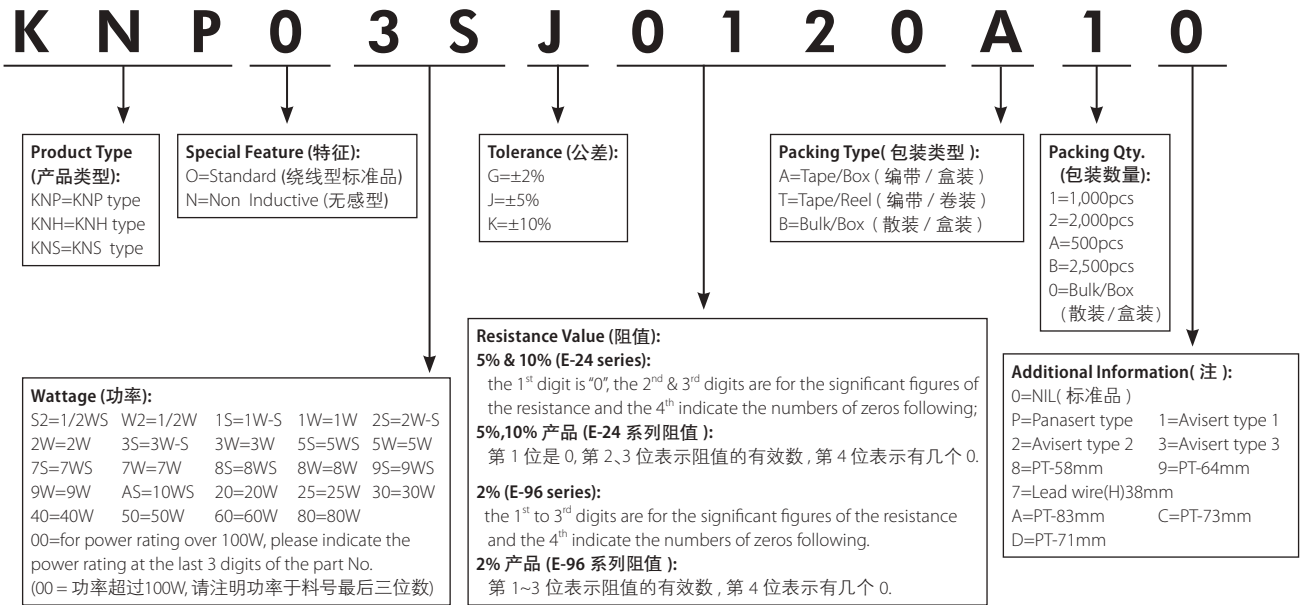 KNP03SJ0120A10
Product Type
(产品类型):
KNP=KNP type
KNH=KNH type
KNS=KNS type
Special Feature (特征):
O=Standard (绕线型标准品)
N=Non Inductive (无感型)
Tolerance (公差):
G=±2%
J=±5%
K=±10%
Packing Type( 包装类型 ):
A=Tape/Box ( 编带 / 盒装 )
T=Tape/Reel ( 编带 / 卷装 )
B=Bulk/Box ( 散装 / 盒装 )
Packing Qty.
(包装数量):
1=1,000pcs
2=2,000pcs
A=500pcs
B=2,500pcs
0=Bulk/Box
(散装/盒装)
Wattage (功率):
S2=1/2WS W2=1/2W 1S=1W-S 1W=1W 2S=2W-S
2W=2W 3S=3W-S 3W=3W 5S=5WS 5W=5W
7S=7WS 7W=7W 8S=8WS 8W=8W 9S=9WS
9W=9W AS=10WS 20=20W 25=25W 30=30W
40=40W 50=50W 60=60W 80=80W
00=for power rating over 100W, please indicate the
power rating at the last 3 digits of the part No.
(00 = 功率超过100W, 请注明功率于料号最后三位数)
Resistance Value (阻值):
5% & 10% (E-24 series):
the 1st digit is “0”, the 2nd & 3rd digits are for the significant figures of
the resistance and the 4th indicate the numbers of zeros following;
5%,10% 产品 (E-24 系列阻值 ):
第 1 位是 0, 第 2、3 位表示阻值的有效数 , 第 4 位表示有几个 0.
2% (E-96 series):
the 1st to 3rd digits are for the significant figures of the resistance
and the 4th indicate the numbers of zeros following.
2% 产品 (E-96 系列阻值 ):
第 1~3 位表示阻值的有效数 , 第 4 位表示有几个 0.
Additional Information( 注 ):
0=NIL( 标准品 )
P=Panasert type 1=Avisert type 1
2=Avisert type 2 3=Avisert type 3
8=PT-58mm 9=PT-64mm
7=Lead wire(H)38mm
A=PT-83mm C=PT-73mm
D=PT-71mm